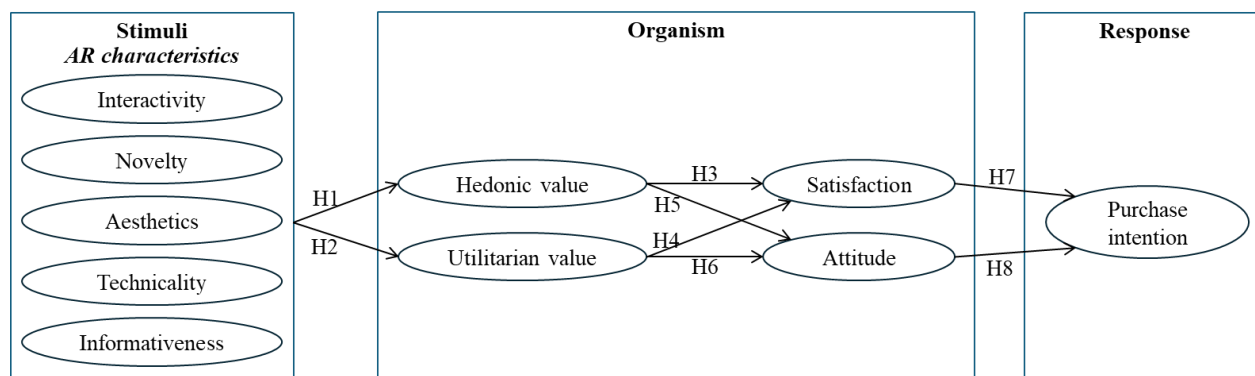 Stimuli
AR characteristics
Interactivity
Novelty
Aesthetics
Technicality
Informativeness
H1
H2
Organism
Hedonic value
Utilitarian value
H3
H5
H4
H6
Satisfaction
Attitude
H7
H8
Response
Purchase
intention